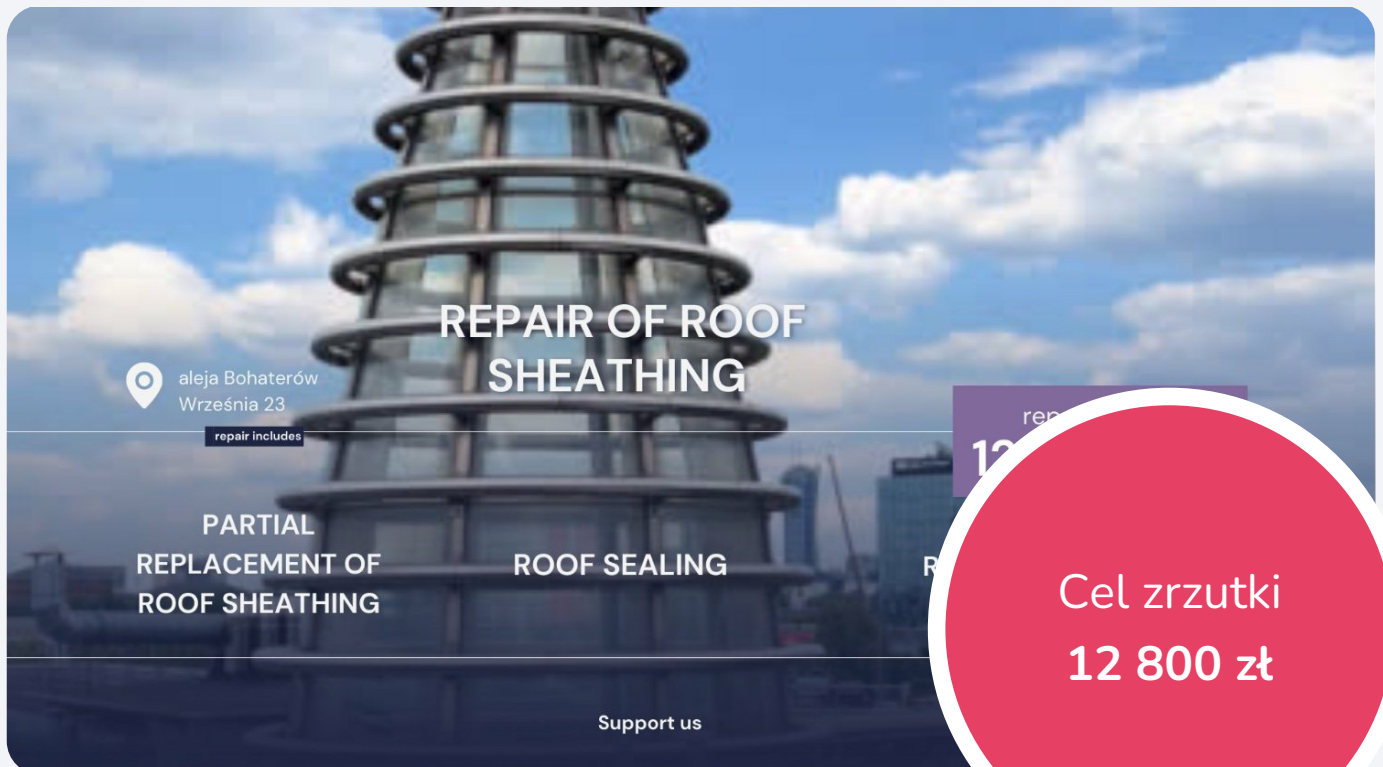 REPAIR OF ROOF
SHEATHING
aleja Bohaterów
Września 23
repair includes
PARTIAL
REPLACEMENT OF
ROOF SHEATHING
ROOF SEALING
Support us
Cel zrzutki
12 800 zł